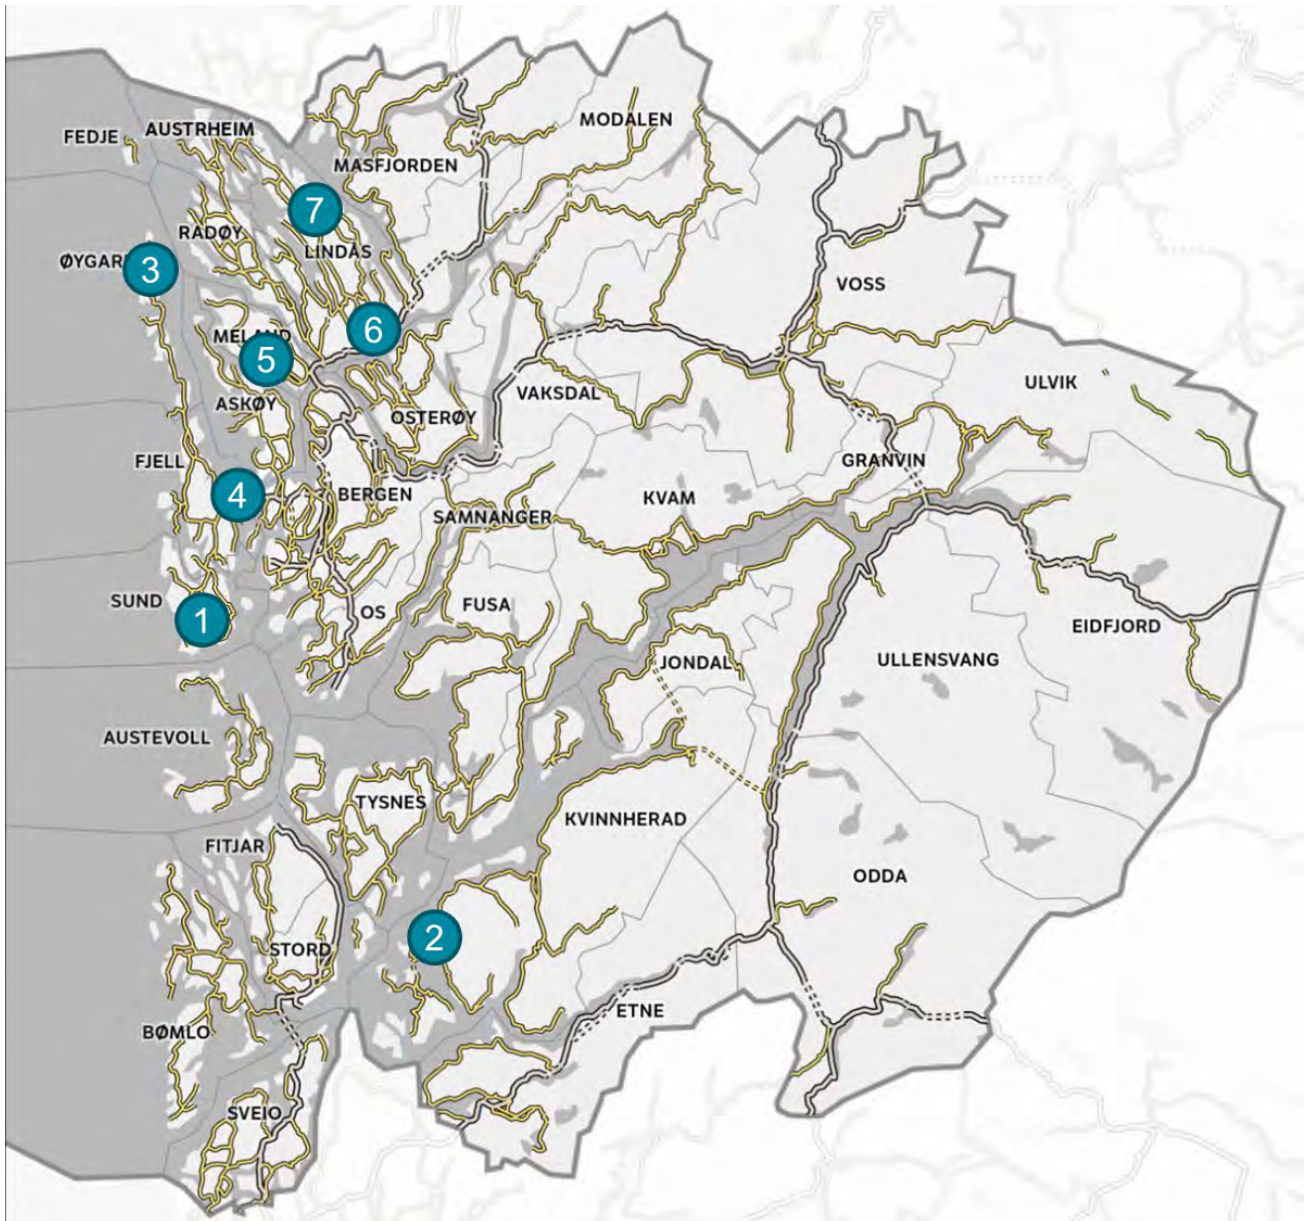 MODALEN
FEDJE
AUSTRHEIM
MASFJORDEN
7
RADØY
LINDÅS
ØYGAR
3
VOSS
6
MELAND
5
ULVIK
VAKSDAL
ASKØY
OSTERØY
FJELL
GRANVIN
4
BERGEN
KVAM
SAMNANGER
SUND
1
OS
FUSA
EIDFJORD
JONDAL
ULLENSVANG
AUSTEVOLL
TYSNES
KVINNHERAD
FITJAR
ODDA
2
STORD
ETNE
BØMLO
SVEIO